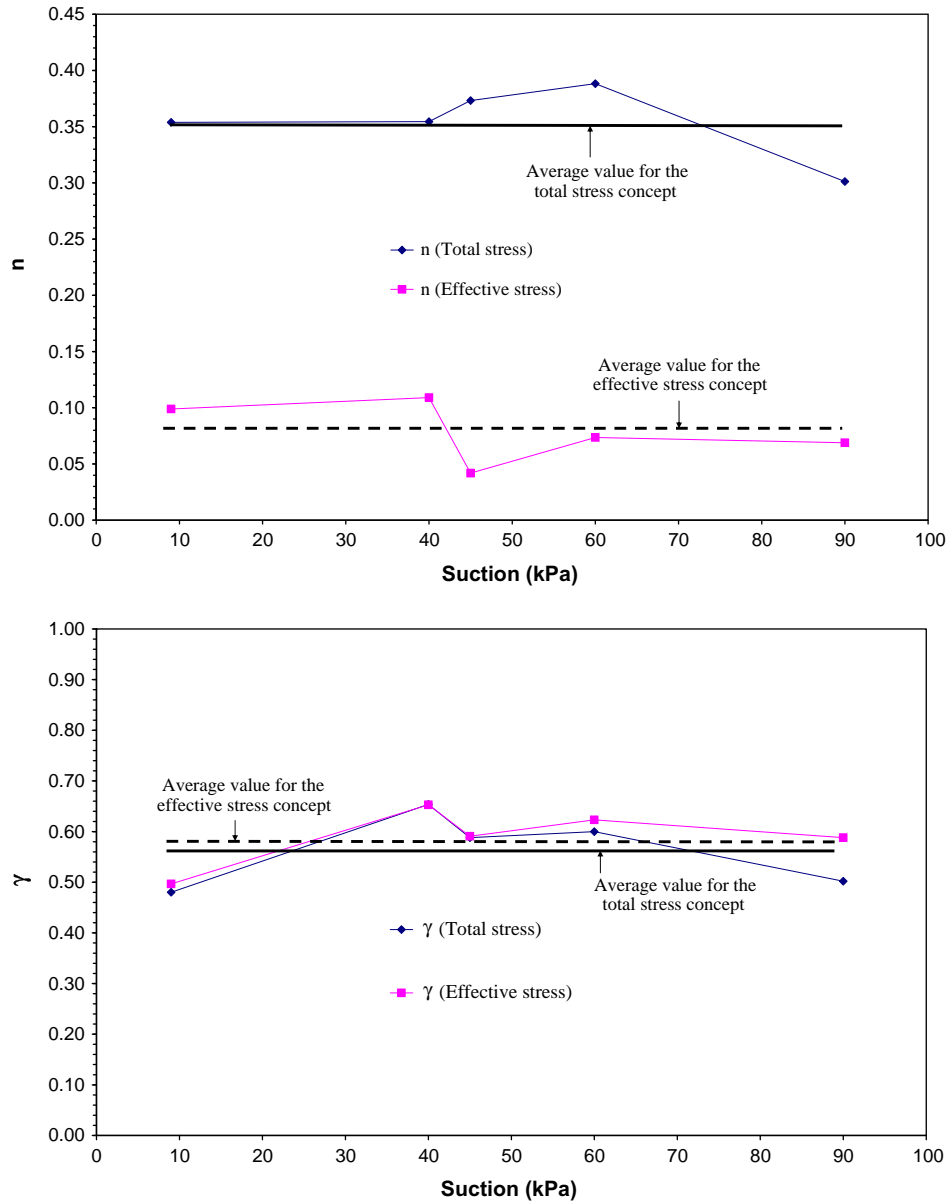 0.45
0.40
0.35
0.30
0.25
0.20
0.15
0.10
0.05
0.00
n
Average value for the
total stress concept
n (Total stress)
n (Effective stress)
Average value for the
effective stress concept
0 10 20 30 40 50 60 70 80 90 100
Suction (kPa)
1.00
0.90
0.80
0.70
0.60
0.50
0.40
0.30
0.20
0.10
0.00
γ
Average value for the
effective stress concept
Average value for the
total stress concept
γ (Total stress)
γ (Effective stress)
0 10 20 30 40 50 60 70 80 90 100
Suction (kPa)